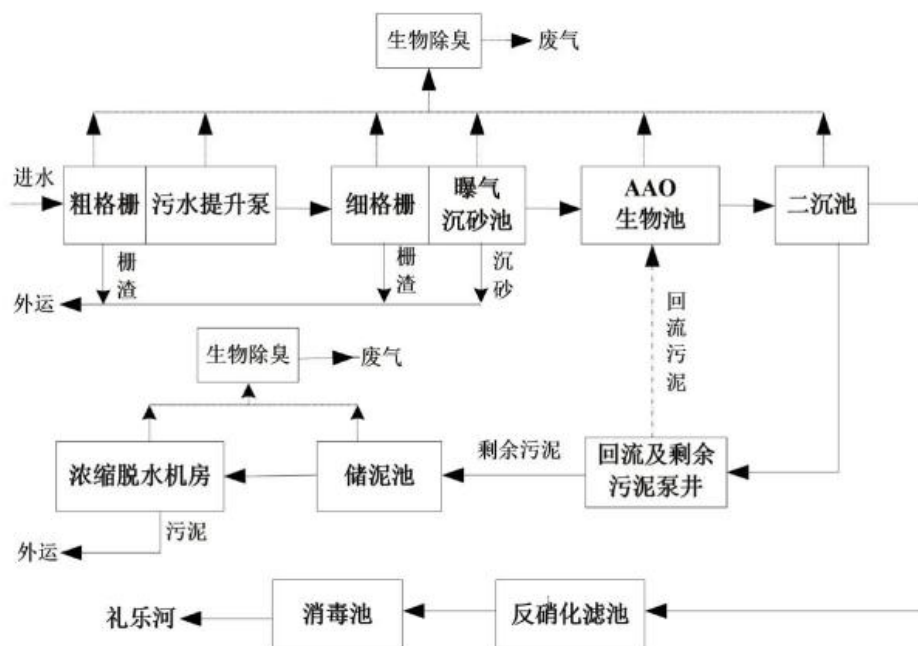 生物除臭
废气
进水
粗格栅
污水提升泵
细格栅
曝气
沉砂池
AAO
生物池
二沉池
栅渣
栅渣
沉砂
外运
回流污泥
生物除臭
废气
浓缩脱水机房
储泥池
剩余污泥
回流及剩余
污泥泵井
污泥
外运
礼乐河
消毒池
反硝化滤池